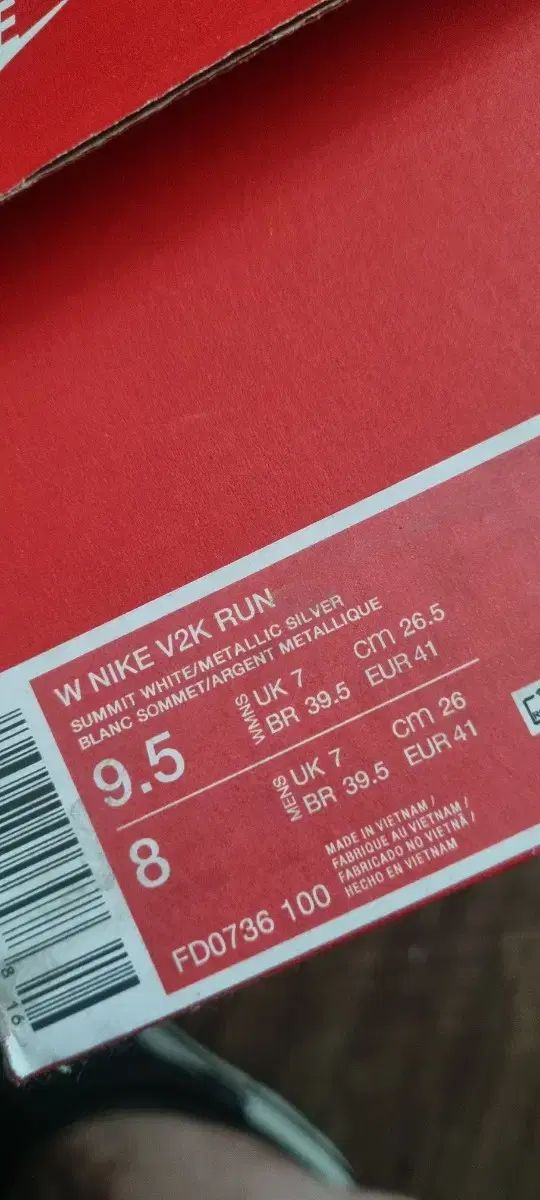 W NIKE V2K RUN
SUMMIT WHITE/METALLIC SILVER
BLANC SOMMET/ARGENT METALLIQUE
9.5 WMNS UK 7 cm 26.5
BR 39.5 EUR 41
8 MENS UK 7 cm 26
BR 39.5 EUR 41
FD0736 100
MADE IN VIETNAM /
FABRIQUE AU VIETNAM /
FABRICADO NO VIETNÃ /
HECHO EN VIETNAM
8 16